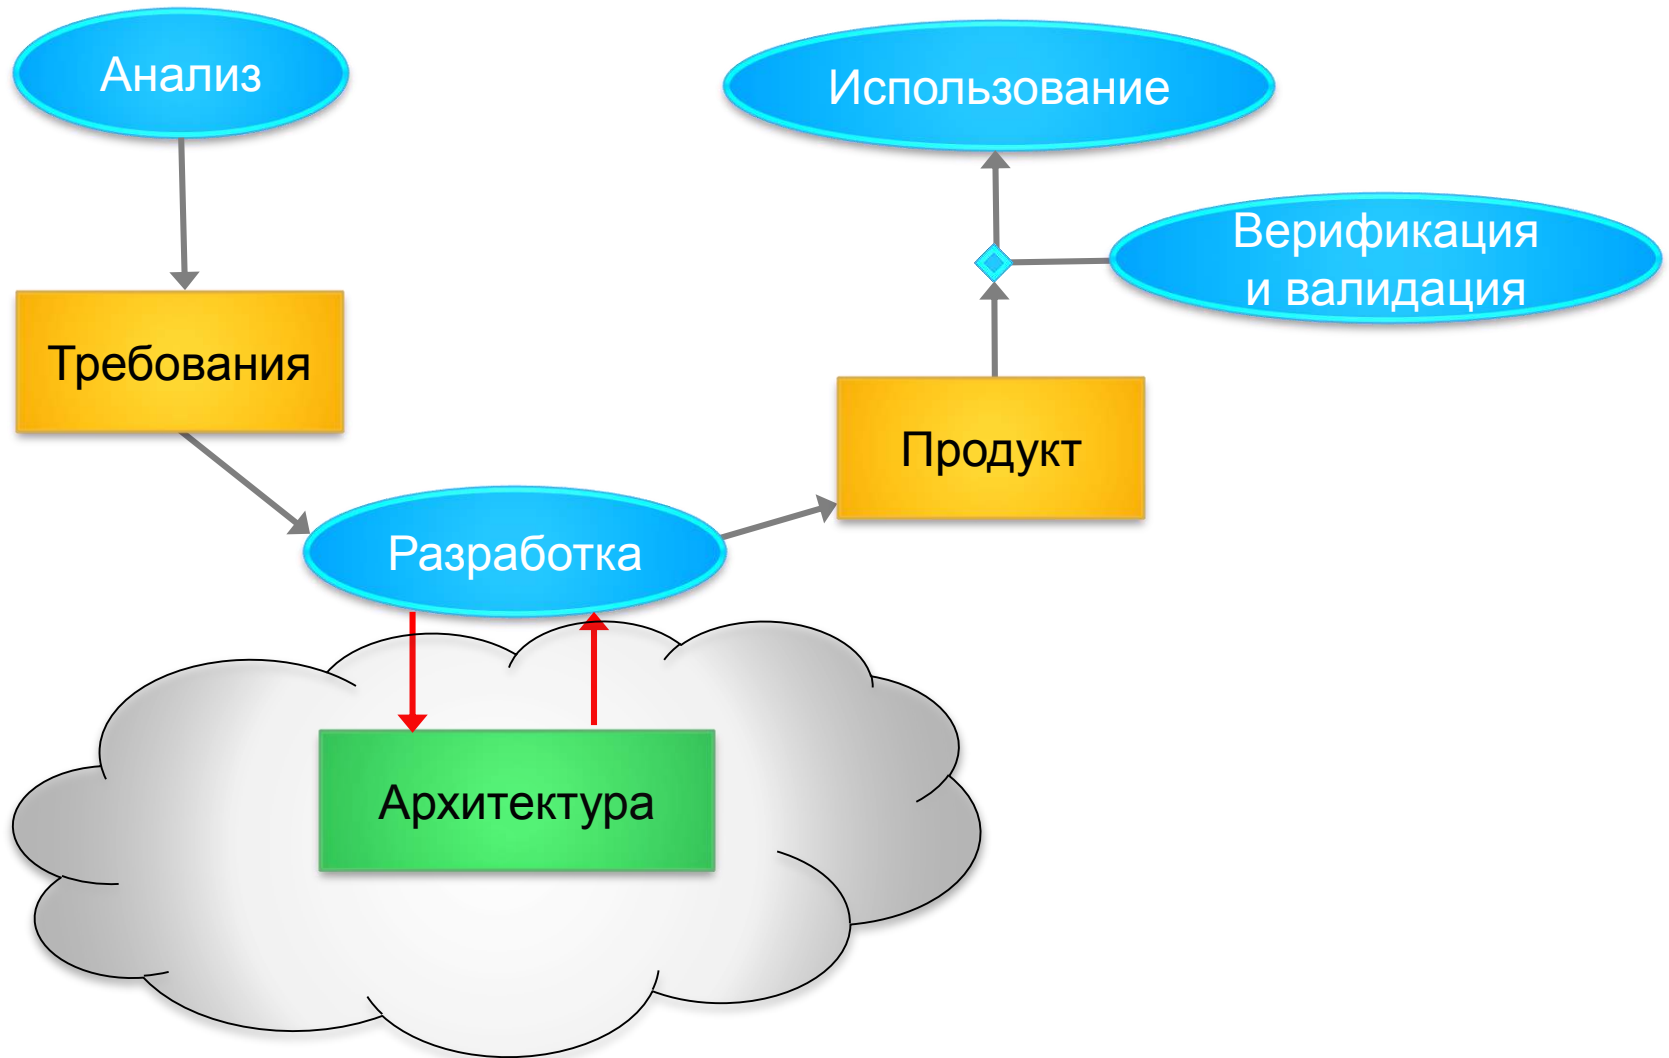 Анализ
Использование
Верификация
и валидация
Требования
Продукт
Разработка
Архитектура